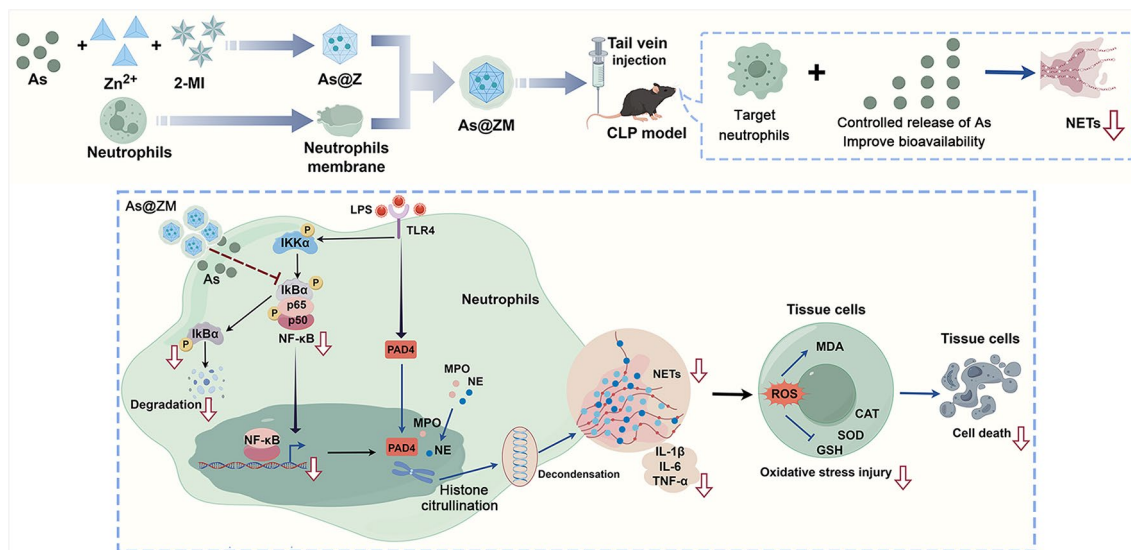 As
+
+
Zn2+
2-MI
As@Z
Neutrophils
Neutrophils
membrane
As@ZM
Tail vein
injection
CLP model
Target
neutrophils
+
Controlled release of As
Improve bioavailability
NETs
As@ZM
As
LPS
TLR4
P
IKKα
IkBα
P
p65
P
p50
NF-κB
IkBα
P
Degradation
Neutrophils
PAD4
MPO
NE
NF-κB
MPO
PAD4
NE
Histone
citrullination
Decondensation
NETs
IL-1β
IL-6
TNF-α
Tissue cells
MDA
ROS
CAT
SOD
GSH
Oxidative stress injury
Tissue cells
Cell death